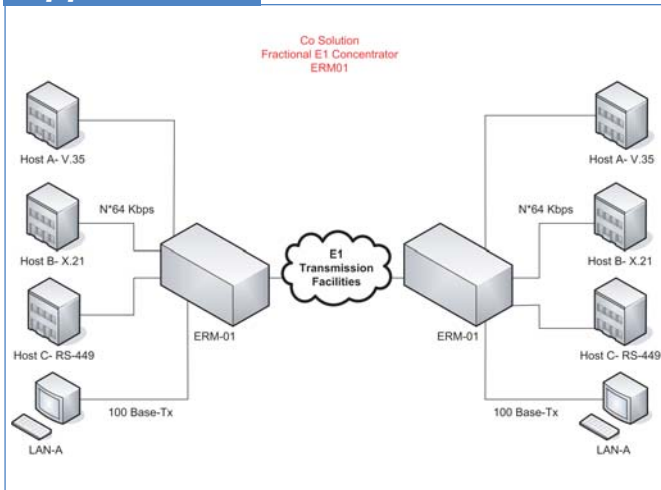 Co Solution
Fractional E1 Concentrator
ERM01
Host A- V.35
N*64 Kbps
Host B- X.21
Host C- RS-449
ERM-01
100 Base-Tx
LAN-A
E1
Transmission
Facilities
Host A- V.35
N*64 Kbps
Host B- X.21
ERM-01
Host C- RS-449
100 Base-Tx
LAN-A